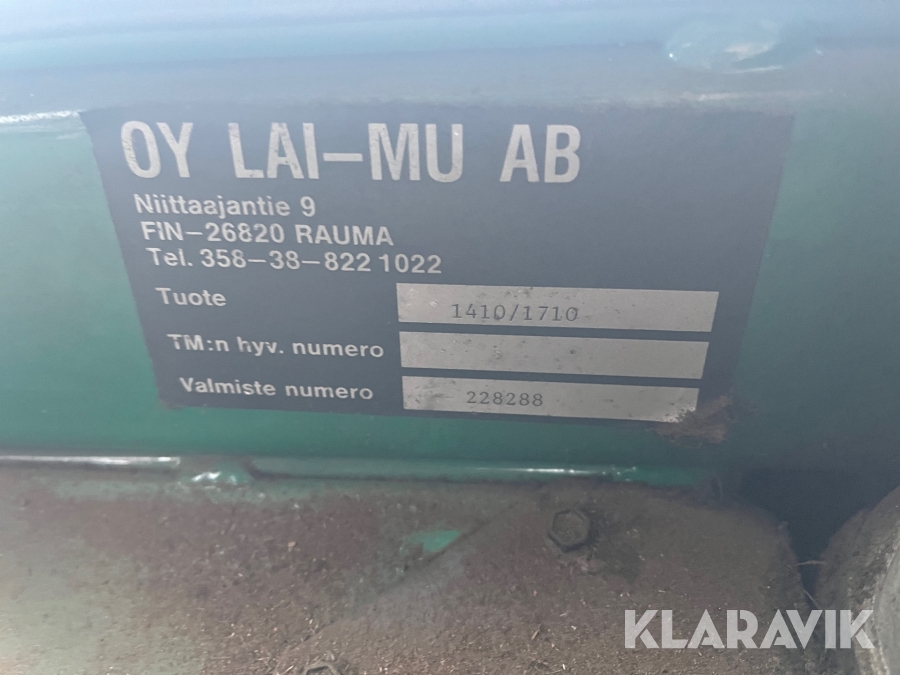 OY LAI-MU AB
Niittaajantie 9
FIN-26820 RAUMA
Tel. 358-38-822 1022
Tuote 1410/1710
TM:n hyv. numero
Valmiste numero 228288
KLARAVIK